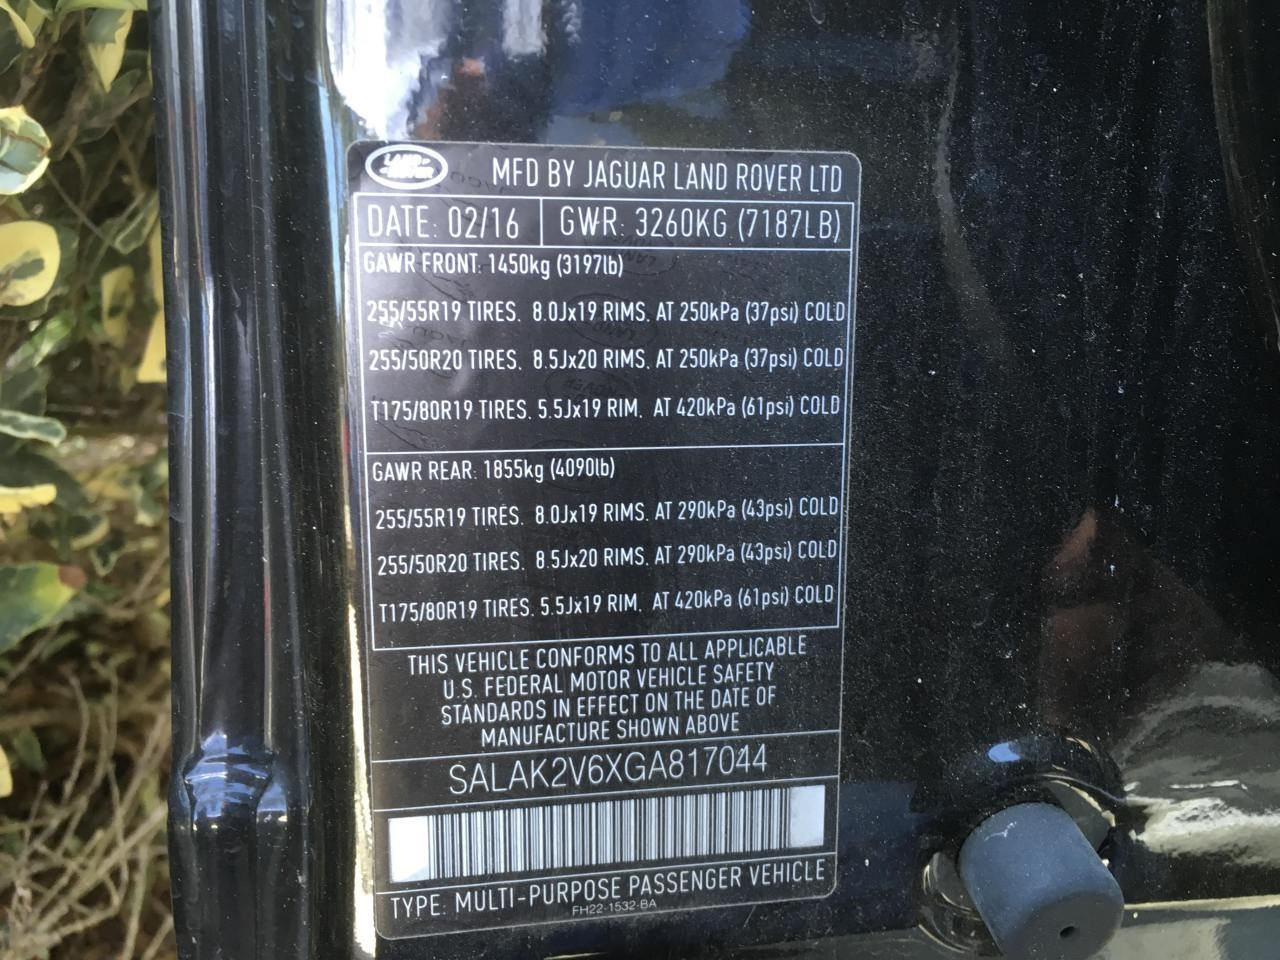 LAND-
-ROVER
MFD BY JAGUAR LAND ROVER LTD
DATE: 02/16 GWR: 3260KG (7187LB)
GAWR FRONT: 1450kg (3197lb)
255/55R19 TIRES. 8.0Jx19 RIMS. AT 250kPa (37psi) COLD
255/50R20 TIRES. 8.5Jx20 RIMS. AT 250kPa (37psi) COLD
T175/80R19 TIRES. 5.5Jx19 RIM. AT 420kPa (61psi) COLD
GAWR REAR: 1855kg (4090lb)
255/55R19 TIRES. 8.0Jx19 RIMS. AT 290kPa (43psi) COLD
255/50R20 TIRES. 8.5Jx20 RIMS. AT 290kPa (43psi) COLD
T175/80R19 TIRES. 5.5Jx19 RIM. AT 420kPa (61psi) COLD
THIS VEHICLE CONFORMS TO ALL APPLICABLE
U.S. FEDERAL MOTOR VEHICLE SAFETY
STANDARDS IN EFFECT ON THE DATE OF
MANUFACTURE SHOWN ABOVE
SALAK2V6XGA817044
TYPE: MULTI-PURPOSE PASSENGER VEHICLE
FH22-1532-BA